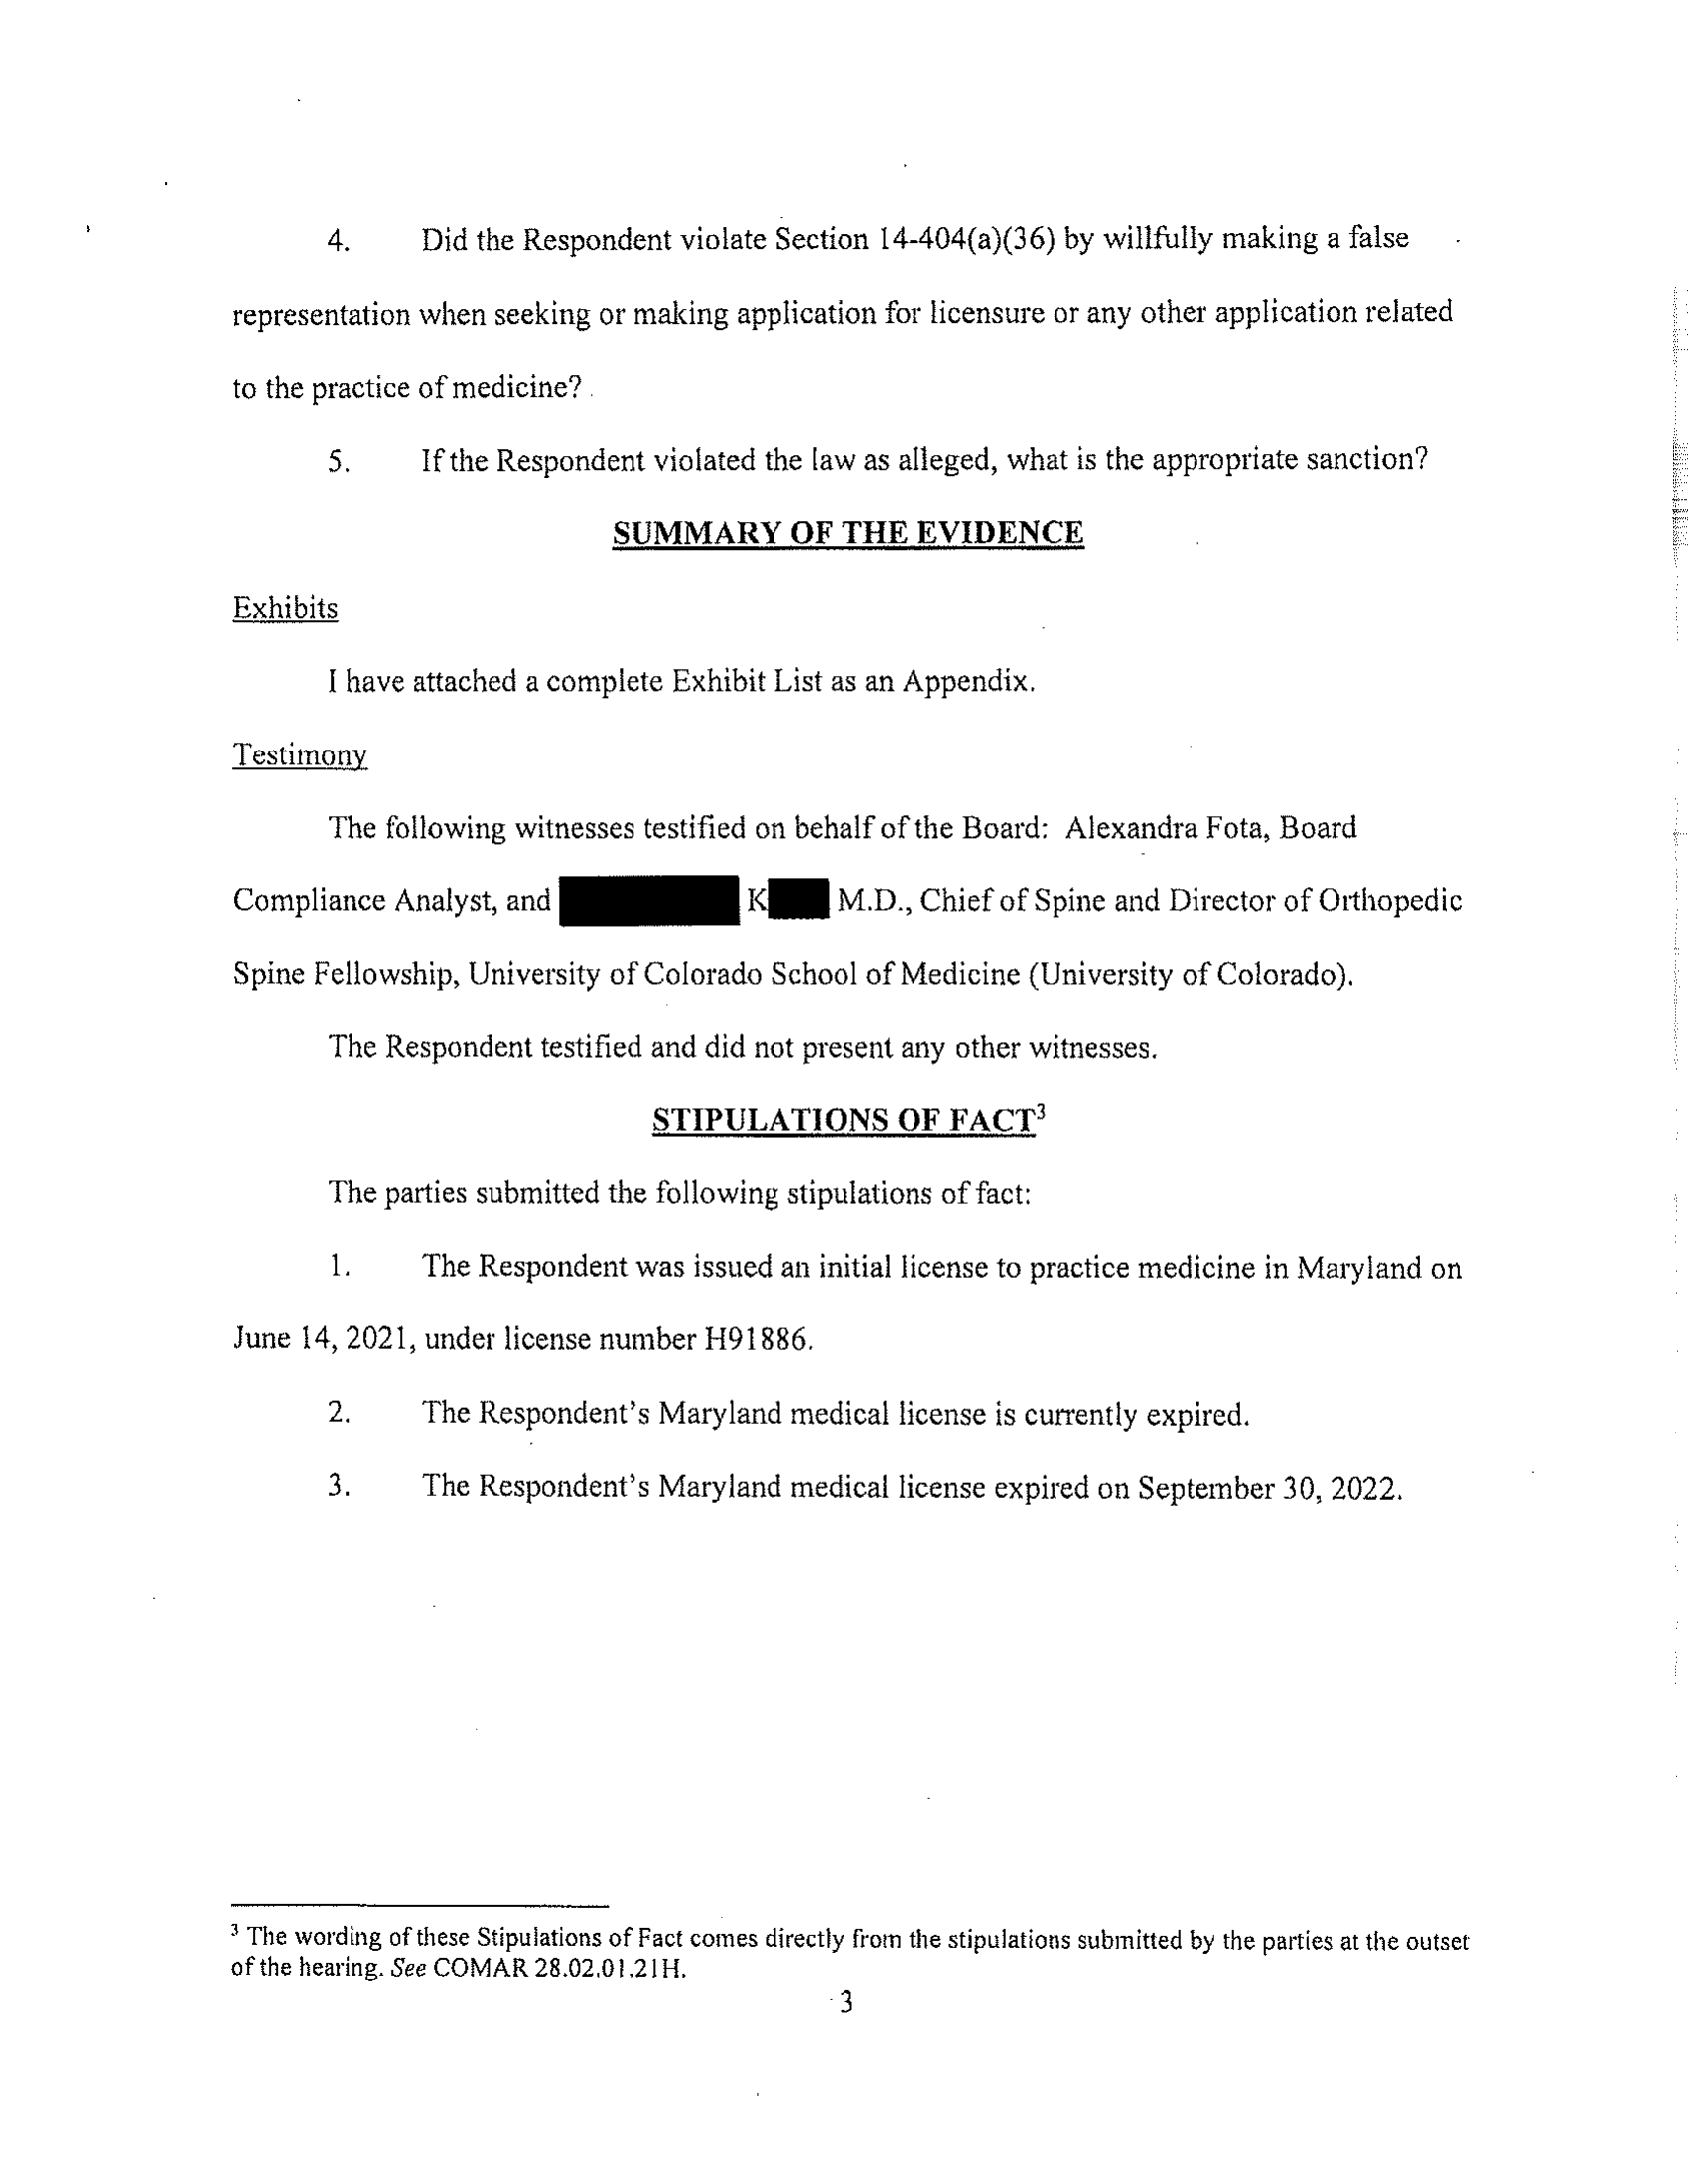 4. Did the Respondent violate Section 14-404(a)(36) by willfully making a false
representation when seeking or making application for licensure or any other application related
to the practice of medicine?
5. If the Respondent violated the law as alleged, what is the appropriate sanction?
SUMMARY OF THE EVIDENCE
Exhibits
I have attached a complete Exhibit List as an Appendix.
Testimony
The following witnesses testified on behalf of the Board: Alexandra Fota, Board
Compliance Analyst, and K M.D., Chief of Spine and Director of Orthopedic
Spine Fellowship, University of Colorado School of Medicine (University of Colorado).
The Respondent testified and did not present any other witnesses.
STIPULATIONS OF FACT³
The parties submitted the following stipulations of fact:
1. The Respondent was issued an initial license to practice medicine in Maryland on
June 14, 2021, under license number H91886.
2. The Respondent's Maryland medical license is currently expired.
3. The Respondent's Maryland medical license expired on September 30, 2022.
³ The wording of these Stipulations of Fact comes directly from the stipulations submitted by the parties at the outset
of the hearing. See COMAR 28.02.01.21H.
3